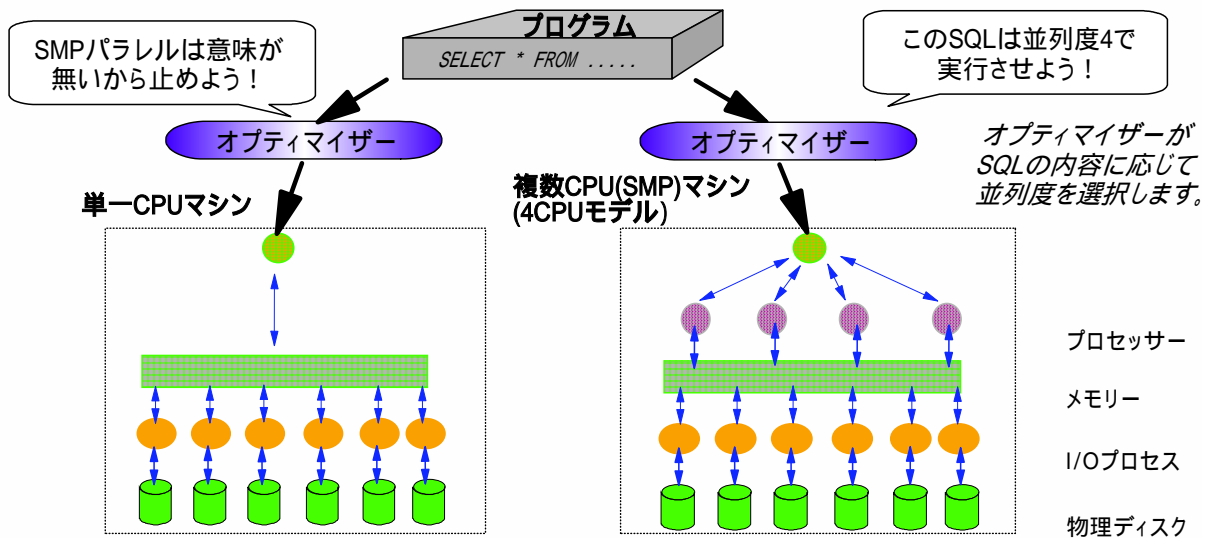 プログラム
SELECT * FROM .....
SMPパラレルは意味が
無いから止めよう！
このSQLは並列度4で
実行させよう！
オプティマイザー
オプティマイザー
オプティマイザーが
SQLの内容に応じて
並列度を選択します。
単一CPUマシン
複数CPU(SMP)マシン
(4CPUモデル)
プロセッサー
メモリー
I/Oプロセス
物理ディスク